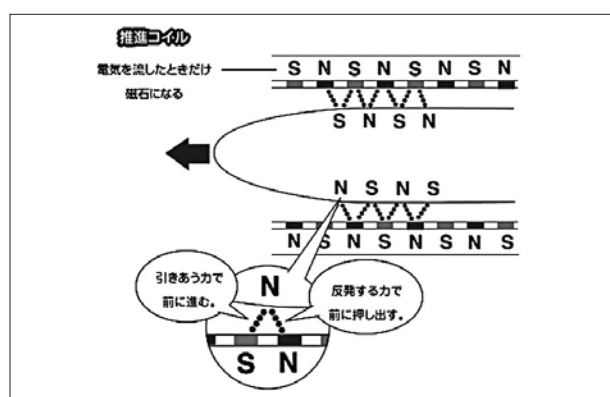 推進コイル
電気を流したときだけ
磁石になる
S N S N S N S N
S N S N
N S N S
N S N S N S N S
引きあう力で
前に進む。
N
反発する力で
前に押し出す。
S N